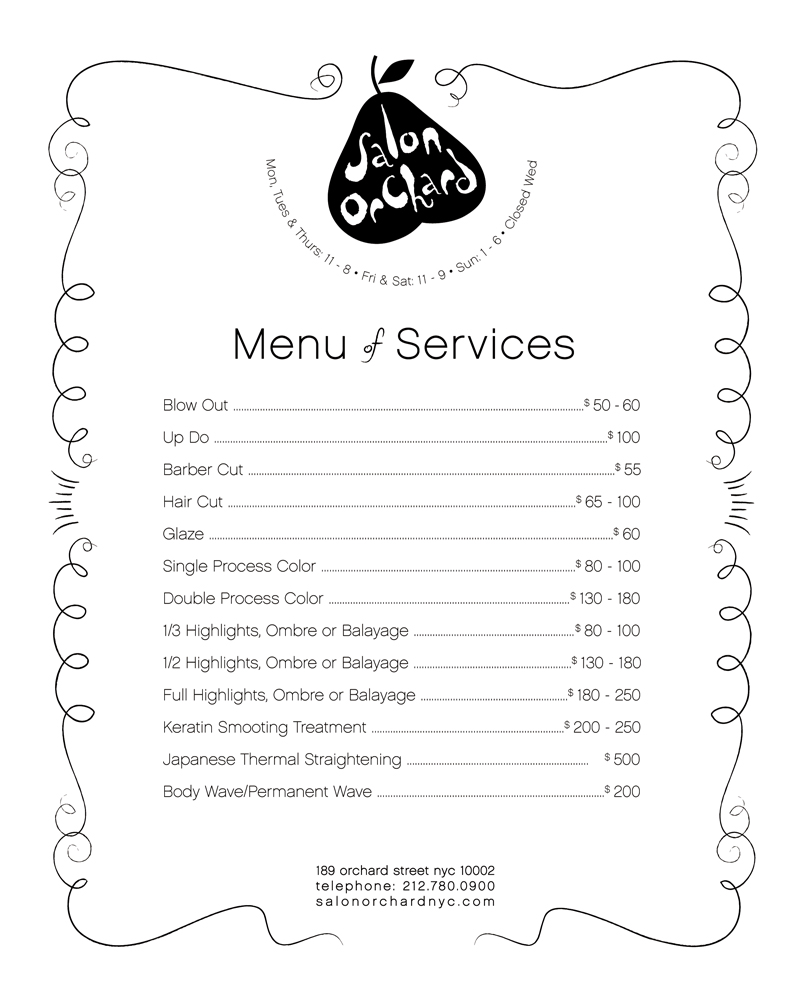 Salon
Orchard
Mon, Tues & Thurs: 11 - 8 • Fri & Sat: 11 - 9 • Sun: 1 - 6 • Closed Wed
Menu of Services
Blow Out ........ $ 50 - 60
Up Do ........ $ 100
Barber Cut ........ $ 55
Hair Cut ........ $ 65 - 100
Glaze ........ $ 60
Single Process Color ........ $ 80 - 100
Double Process Color ........ $ 130 - 180
1/3 Highlights, Ombre or Balayage ........ $ 80 - 100
1/2 Highlights, Ombre or Balayage ........ $ 130 - 180
Full Highlights, Ombre or Balayage ........ $ 180 - 250
Keratin Smooting Treatment ........ $ 200 - 250
Japanese Thermal Straightening ........ $ 500
Body Wave/Permanent Wave ........ $ 200
189 orchard street nyc 10002
telephone: 212.780.0900
salonorchardnyc.com